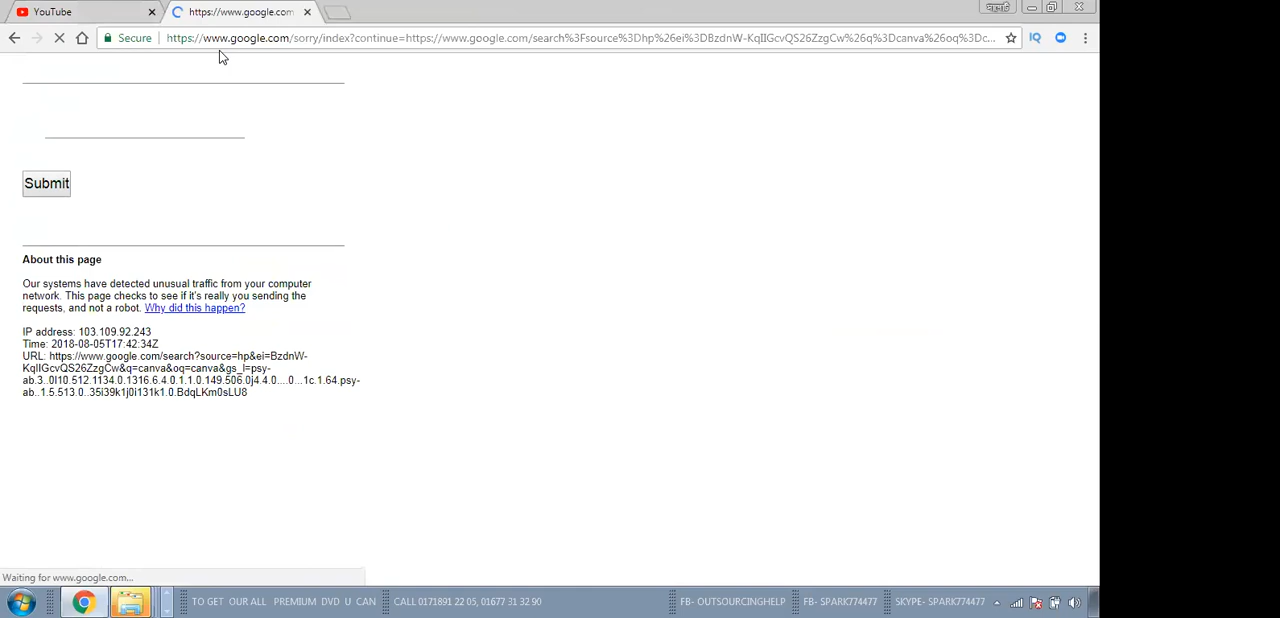 YouTube
https://www.google.com
Secure
https://www.google.com/sorry/index?continue=https://www.google.com/search%3Fsource%3Dhp%26ei%3DBzdnW-KqIIGcvQS26ZzgCw%26q%3Dcanva%26oq%3Dc...
Submit
About this page
Our systems have detected unusual traffic from your computer
network. This page checks to see if it's really you sending the
requests, and not a robot. Why did this happen?
IP address: 103.109.92.243
Time: 2018-08-05T17:42:34Z
URL: https://www.google.com/search?source=hp&ei=BzdnW-
KqIIGcvQS26ZzgCw&q=canva&oq=canva&gs_l=psy-
ab.3..0l10.512.1134.0.1316.6.4.0.1.1.0.149.506.0j4.4.0....0...1c.1.64.psy-
ab..1.5.513.0..35i39k1j0i131k1.0.BdqLKm0sLU8
Waiting for www.google.com...
TO GET OUR ALL PREMIUM DVD U CAN
CALL 0171891 22 05, 01677 31 32 90
FB- OUTSOURCINGHELP
FB- SPARK774477
SKYPE- SPARK774477